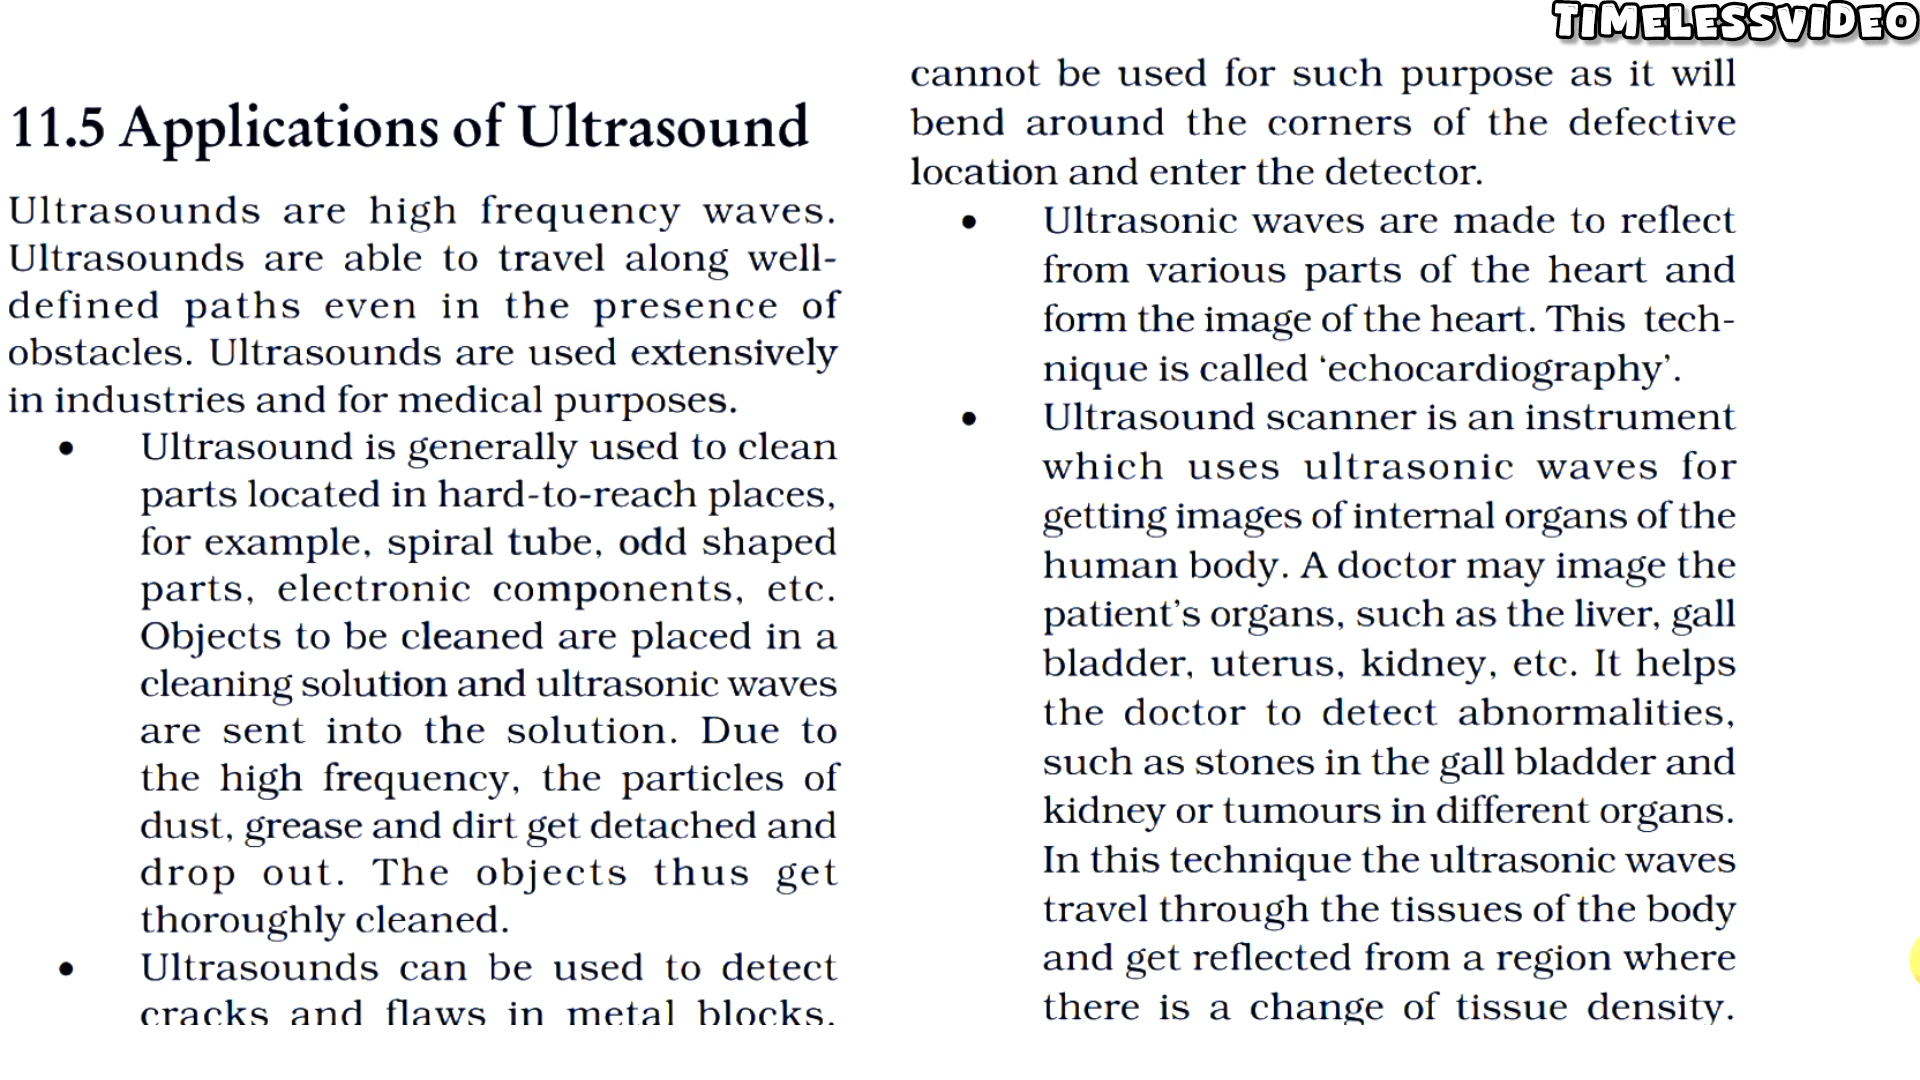 TIMELESSVIDEO
11.5 Applications of Ultrasound
Ultrasounds are high frequency waves.
Ultrasounds are able to travel along well-
defined paths even in the presence of
obstacles. Ultrasounds are used extensively
in industries and for medical purposes.
• Ultrasound is generally used to clean
parts located in hard-to-reach places,
for example, spiral tube, odd shaped
parts, electronic components, etc.
Objects to be cleaned are placed in a
cleaning solution and ultrasonic waves
are sent into the solution. Due to
the high frequency, the particles of
dust, grease and dirt get detached and
drop out. The objects thus get
thoroughly cleaned.
• Ultrasounds can be used to detect
cracks and flaws in metal blocks.
cannot be used for such purpose as it will
bend around the corners of the defective
location and enter the detector.
• Ultrasonic waves are made to reflect
from various parts of the heart and
form the image of the heart. This tech-
nique is called ‘echocardiography’.
• Ultrasound scanner is an instrument
which uses ultrasonic waves for
getting images of internal organs of the
human body. A doctor may image the
patient’s organs, such as the liver, gall
bladder, uterus, kidney, etc. It helps
the doctor to detect abnormalities,
such as stones in the gall bladder and
kidney or tumours in different organs.
In this technique the ultrasonic waves
travel through the tissues of the body
and get reflected from a region where
there is a change of tissue density.